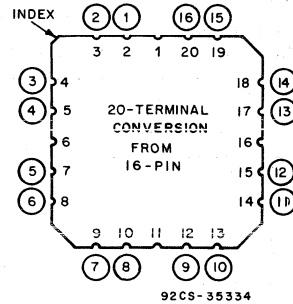 INDEX
2 1 16 15
3 2 1 20 19
3 4 18 14
4 5 17 13
20-TERMINAL
CONVERSION
FROM
16-PIN
6 16
5 7 15 12
6 8 14 11
9 10 11 12 13
7 8 9 10
92CS-35334